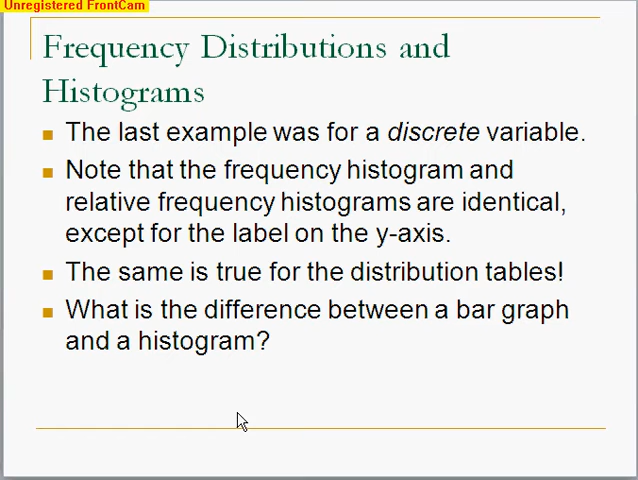 Unregistered FrontCam
Frequency Distributions and
Histograms
The last example was for a discrete variable.
Note that the frequency histogram and
relative frequency histograms are identical,
except for the label on the y-axis.
The same is true for the distribution tables!
What is the difference between a bar graph
and a histogram?